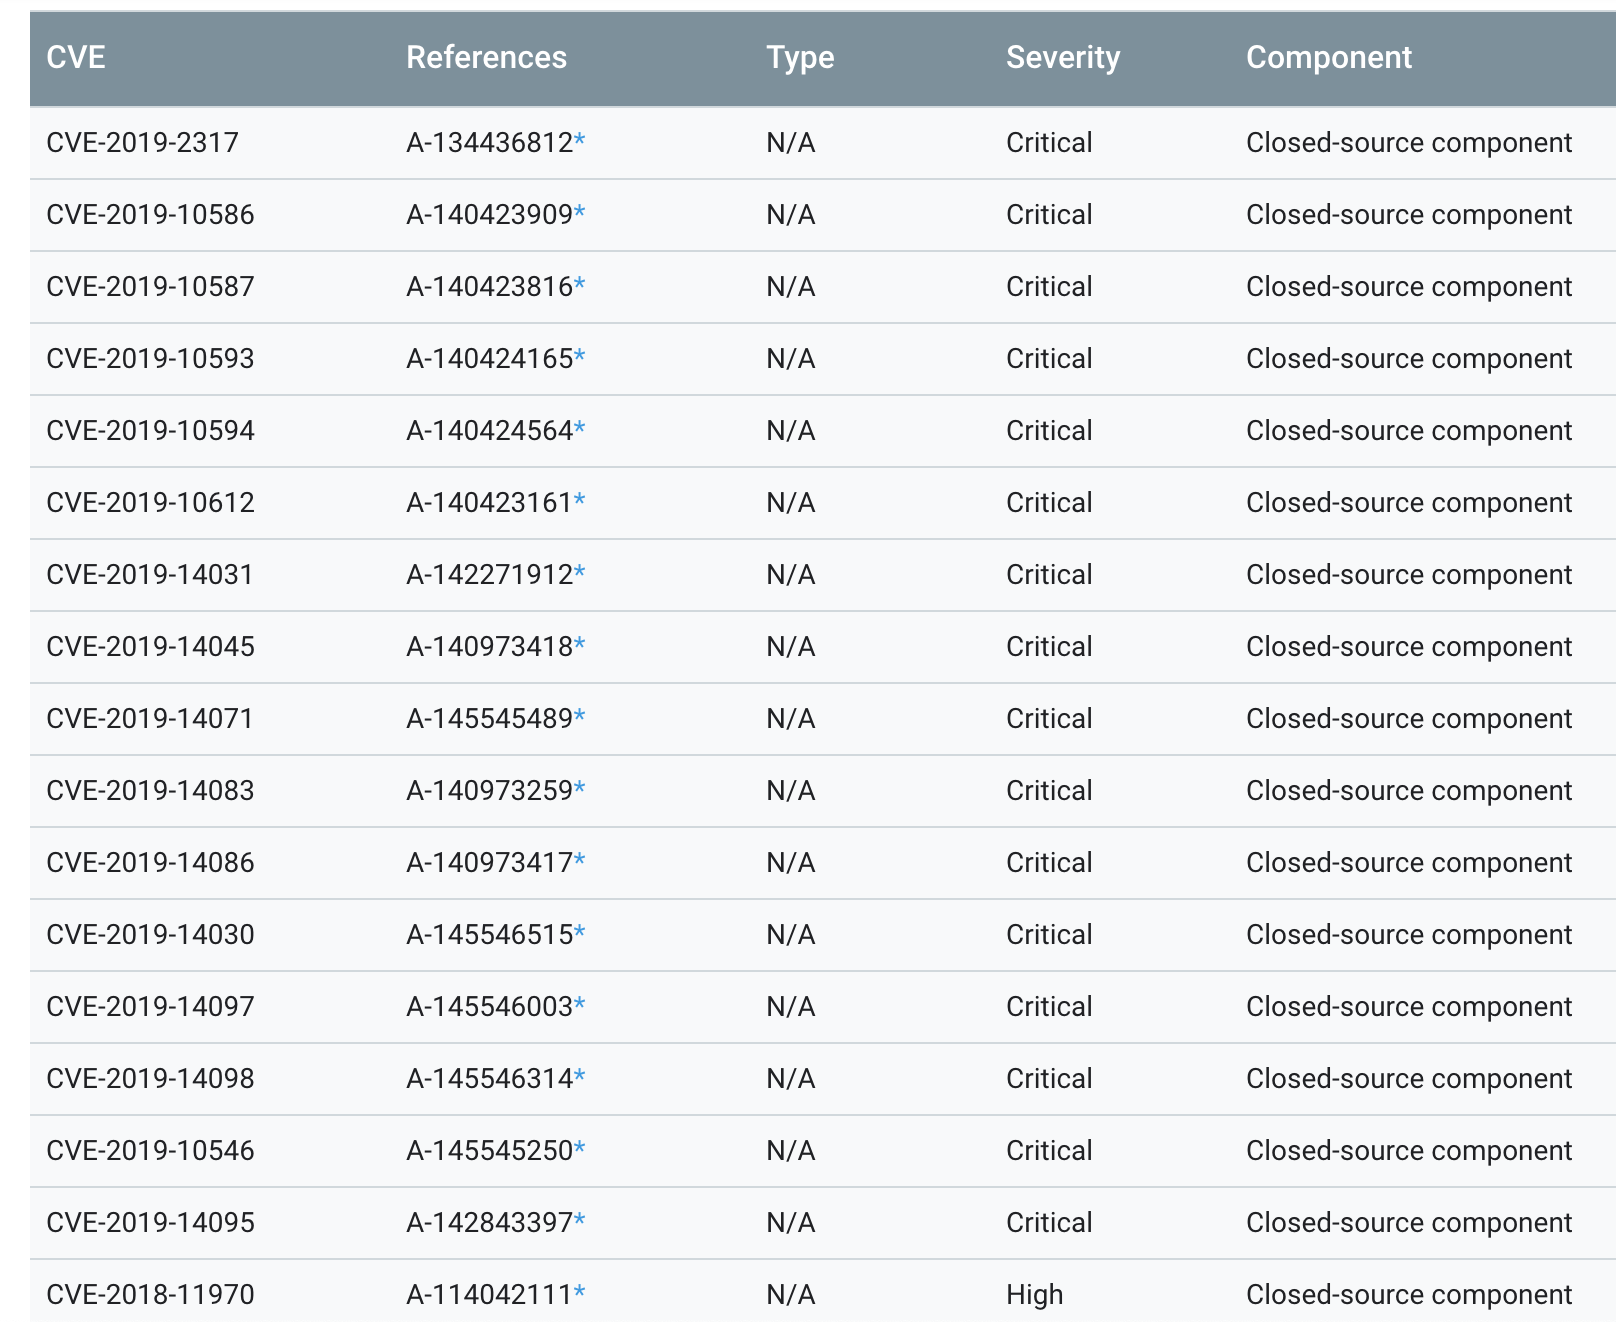 CVE References Type Severity Component
CVE-2019-2317 A-134436812* N/A Critical Closed-source component
CVE-2019-10586 A-140423909* N/A Critical Closed-source component
CVE-2019-10587 A-140423816* N/A Critical Closed-source component
CVE-2019-10593 A-140424165* N/A Critical Closed-source component
CVE-2019-10594 A-140424564* N/A Critical Closed-source component
CVE-2019-10612 A-140423161* N/A Critical Closed-source component
CVE-2019-14031 A-142271912* N/A Critical Closed-source component
CVE-2019-14045 A-140973418* N/A Critical Closed-source component
CVE-2019-14071 A-145545489* N/A Critical Closed-source component
CVE-2019-14083 A-140973259* N/A Critical Closed-source component
CVE-2019-14086 A-140973417* N/A Critical Closed-source component
CVE-2019-14030 A-145546515* N/A Critical Closed-source component
CVE-2019-14097 A-145546003* N/A Critical Closed-source component
CVE-2019-14098 A-145546314* N/A Critical Closed-source component
CVE-2019-10546 A-145545250* N/A Critical Closed-source component
CVE-2019-14095 A-142843397* N/A Critical Closed-source component
CVE-2018-11970 A-114042111* N/A High Closed-source component